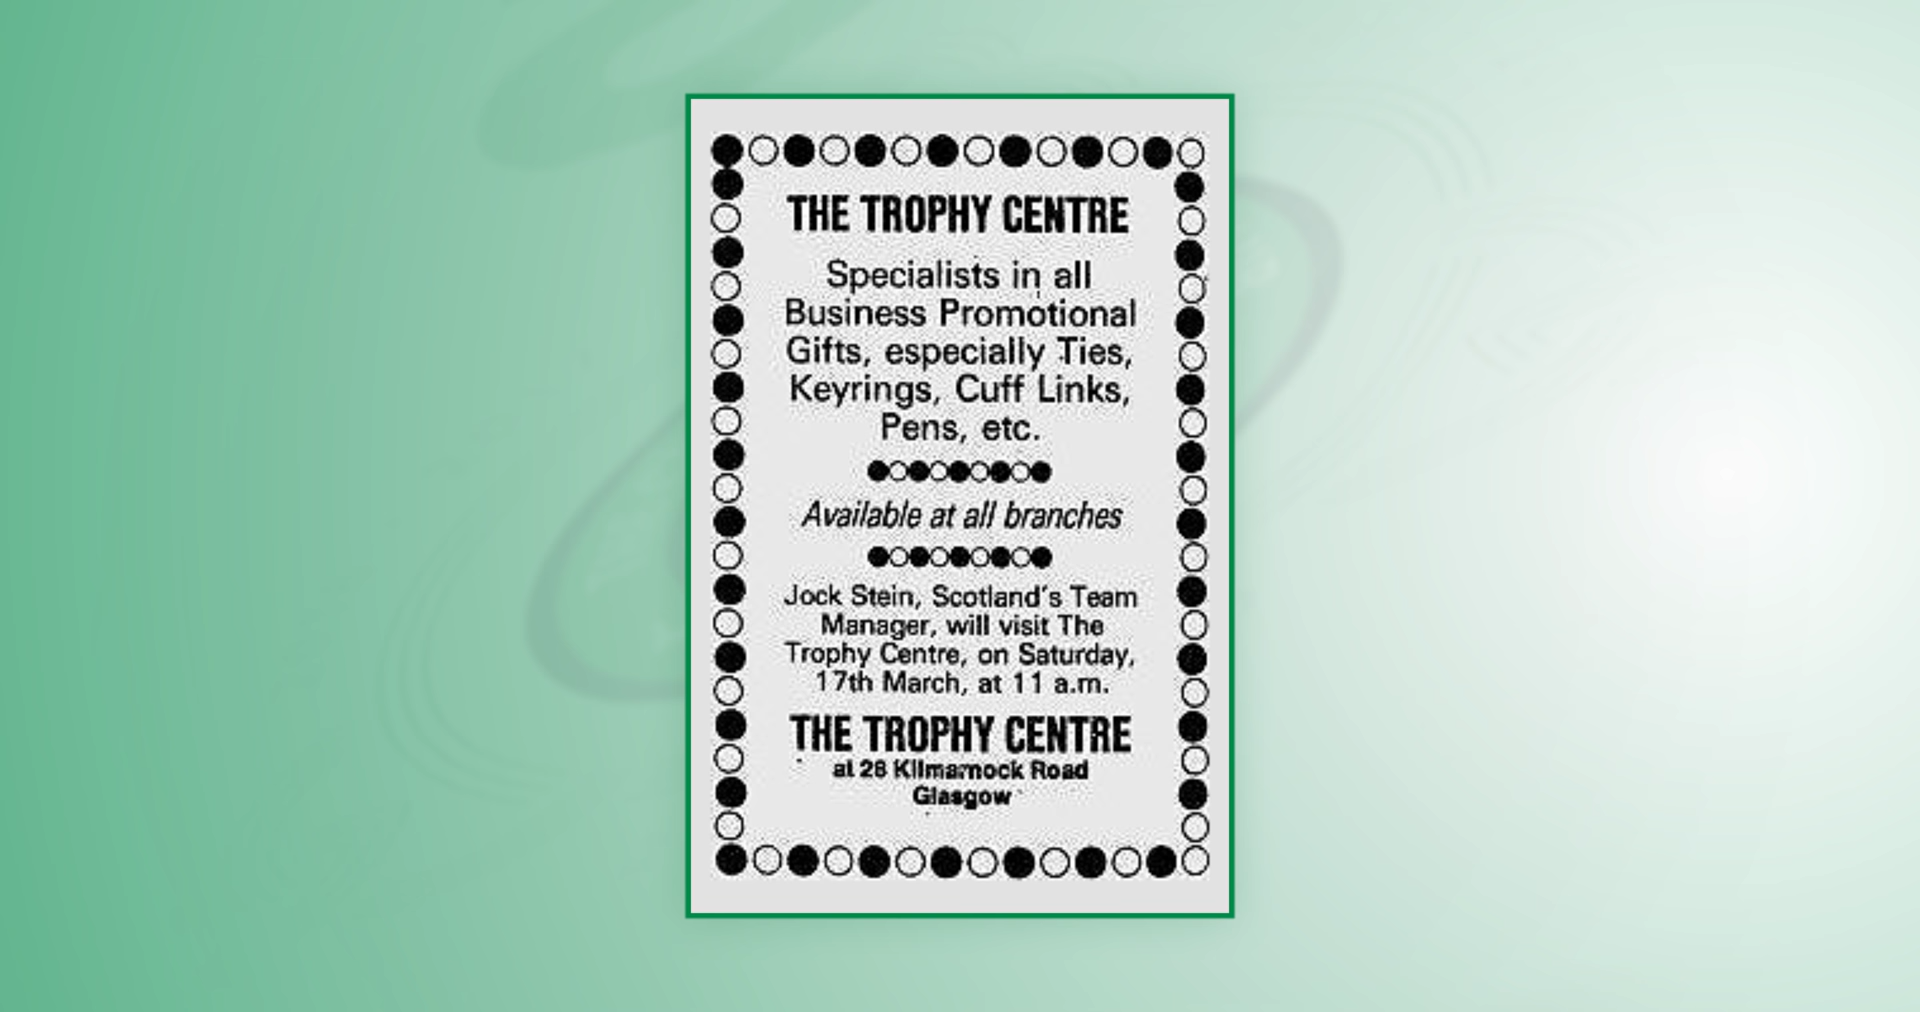 THE TROPHY CENTRE
Specialists in all
Business Promotional
Gifts, especially Ties,
Keyrings, Cuff Links,
Pens, etc.
Available at all branches
Jock Stein, Scotland's Team
Manager, will visit The
Trophy Centre, on Saturday,
17th March, at 11 a.m.
THE TROPHY CENTRE
at 28 Kilmarnock Road
Glasgow